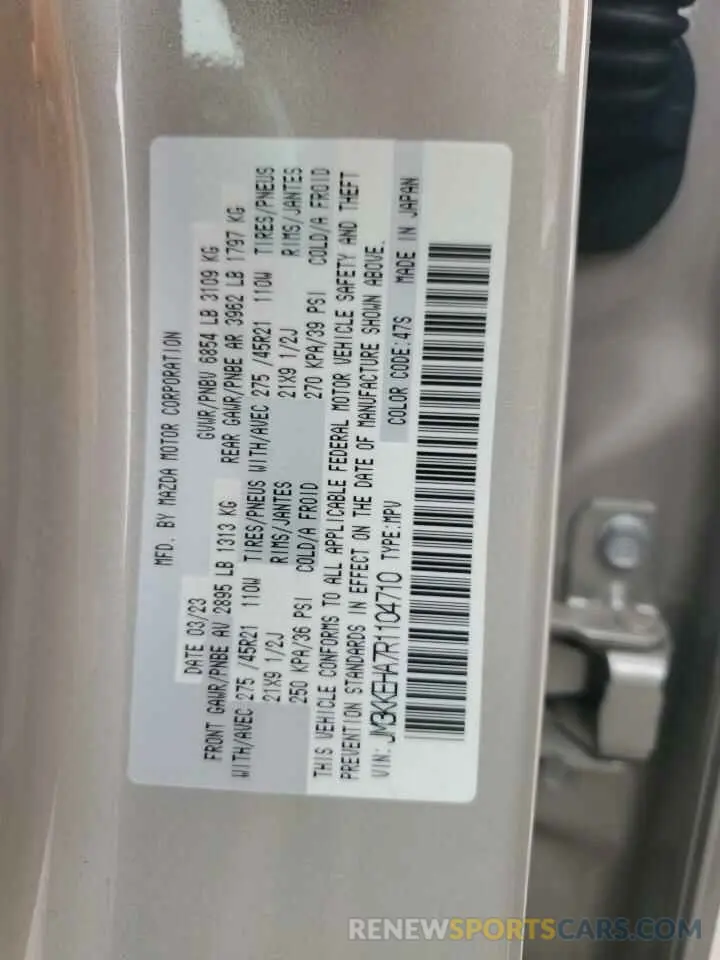 MFD. BY MAZDA MOTOR CORPORATION
DATE 03/23 GVWR/PNBV 6854 LB 3109 KG
FRONT GAWR/PNBE AV 2895 LB 1313 KG REAR GAWR/PNBE AR 3962 LB 1797 KG
WITH/AVEC 275 /45R21 110W TIRES/PNEUS WITH/AVEC 275 /45R21 110W TIRES/PNEUS
21X9 1/2J RIMS/JANTES 21X9 1/2J RIMS/JANTES
250 KPA/36 PSI COLD/A FROID 270 KPA/39 PSI COLD/A FROID
THIS VEHICLE CONFORMS TO ALL APPLICABLE FEDERAL MOTOR VEHICLE SAFETY AND THEFT
PREVENTION STANDARDS IN EFFECT ON THE DATE OF MANUFACTURE SHOWN ABOVE.
VIN: JM3KKEHA7R1104710 TYPE:MPV COLOR CODE:47S MADE IN JAPAN
RENEWSPORTSCARS.COM